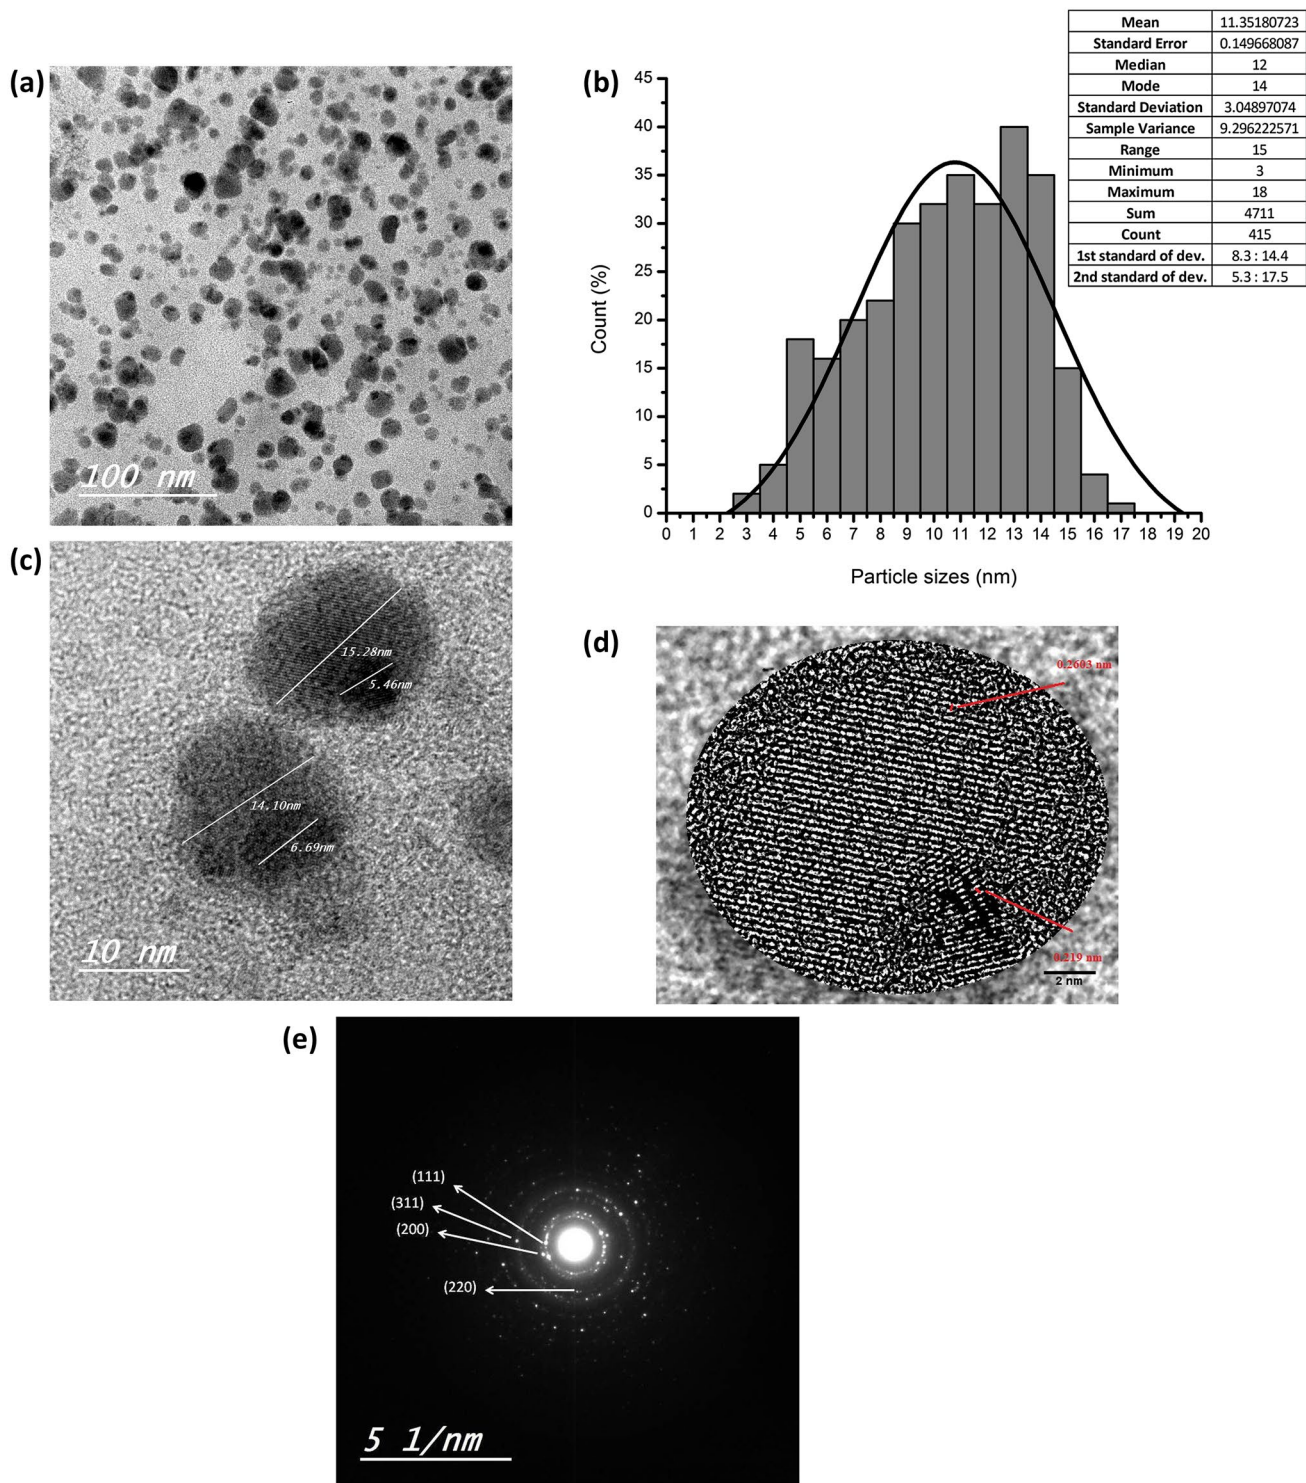 (a)
100 nm
(b)
Mean 11.35180723
Standard Error 0.149668087
Median 12
Mode 14
Standard Deviation 3.04897074
Sample Variance 9.296222571
Range 15
Minimum 3
Maximum 18
Sum 4711
Count 415
1st standard of dev. 8.3 : 14.4
2nd standard of dev. 5.3 : 17.5
45
40
35
30
25
20
15
10
5
0
Count (%)
0 1 2 3 4 5 6 7 8 9 10 11 12 13 14 15 16 17 18 19 20
Particle sizes (nm)
(c)
15.28nm
5.46nm
14.10nm
6.69nm
10 nm
(d)
0.2603 nm
0.219 nm
2 nm
(e)
(111)
(311)
(200)
(220)
5 1/nm